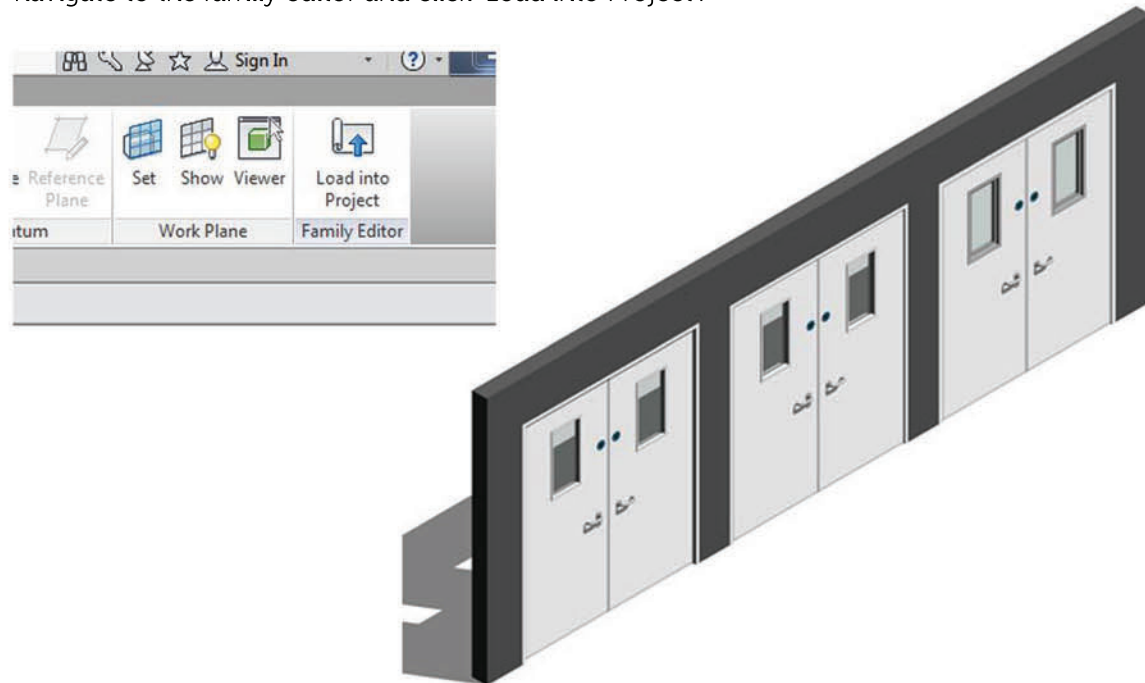 Navigate to the family editor and click 'Load into Project'.
Sign In
Reference
Plane
Set
Show
Viewer
Load into
Project
Work Plane
Family Editor